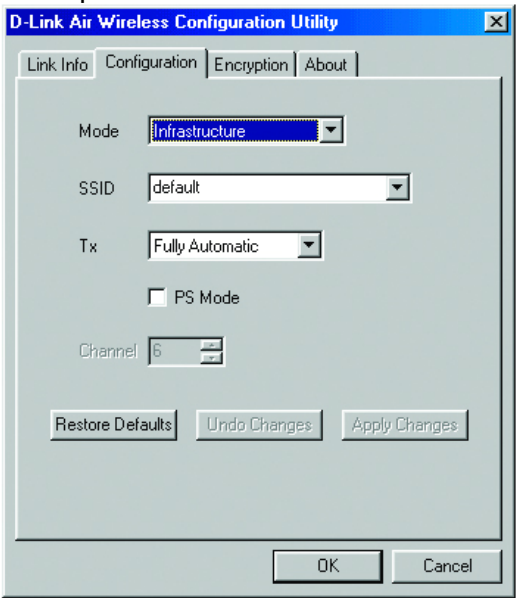 D-Link Air Wireless Configuration Utility
Link Info Configuration Encryption About
Mode Infrastructure
SSID default
Tx Fully Automatic
PS Mode
Channel 6
Restore Defaults Undo Changes Apply Changes
OK Cancel